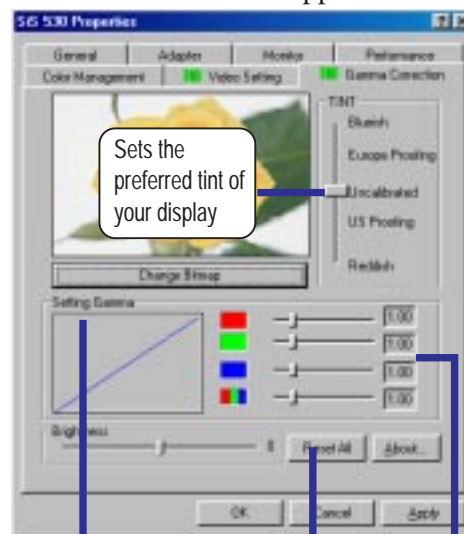 SiS 530 Properties
General Adapter Monitor Performance
Color Management Video Setting Gamma Correction
TINT
Blueish
Europe Proofing
Uncalibrated
US Proofing
Reddish
Sets the
preferred tint of
your display
Change Bitmap
Setting Gamma
1.00
1.00
1.00
1.00
Brightness
0
Reset All About...
OK Cancel Apply